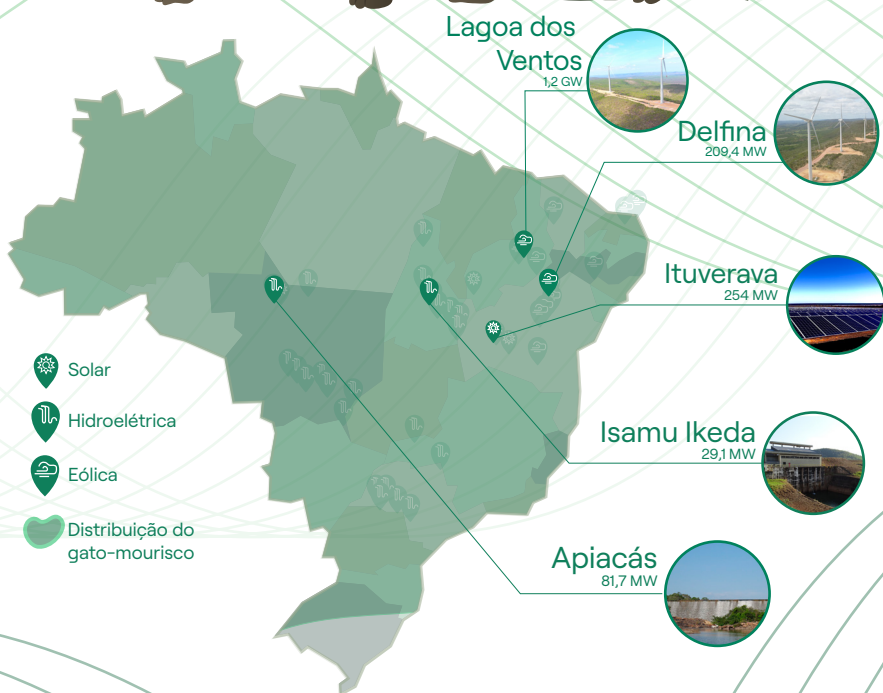 Lagoa dos
Ventos
1,2 GW
Delfina
209,4 MW
Ituverava
254 MW
Solar
Hidroelétrica
Isamu Ikeda
29,1 MW
Eólica
Distribuição do
gato-mourisco
Apiacás
81,7 MW